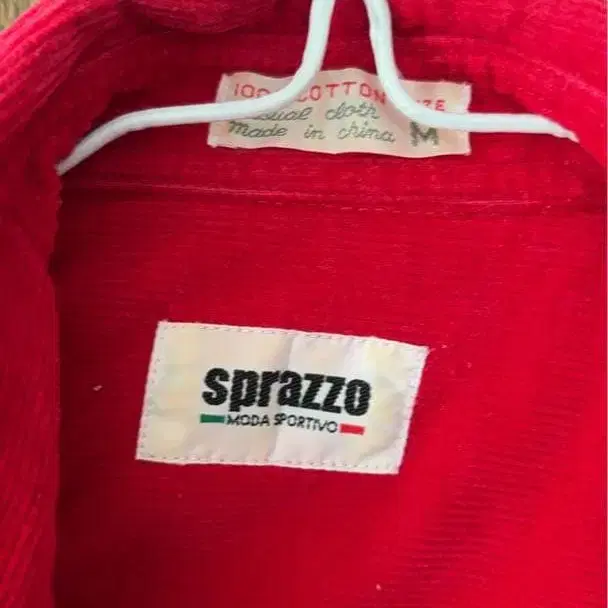 100% COTTON SIZE
casual cloth
made in china M
sprazzo
MODA SPORTIVO